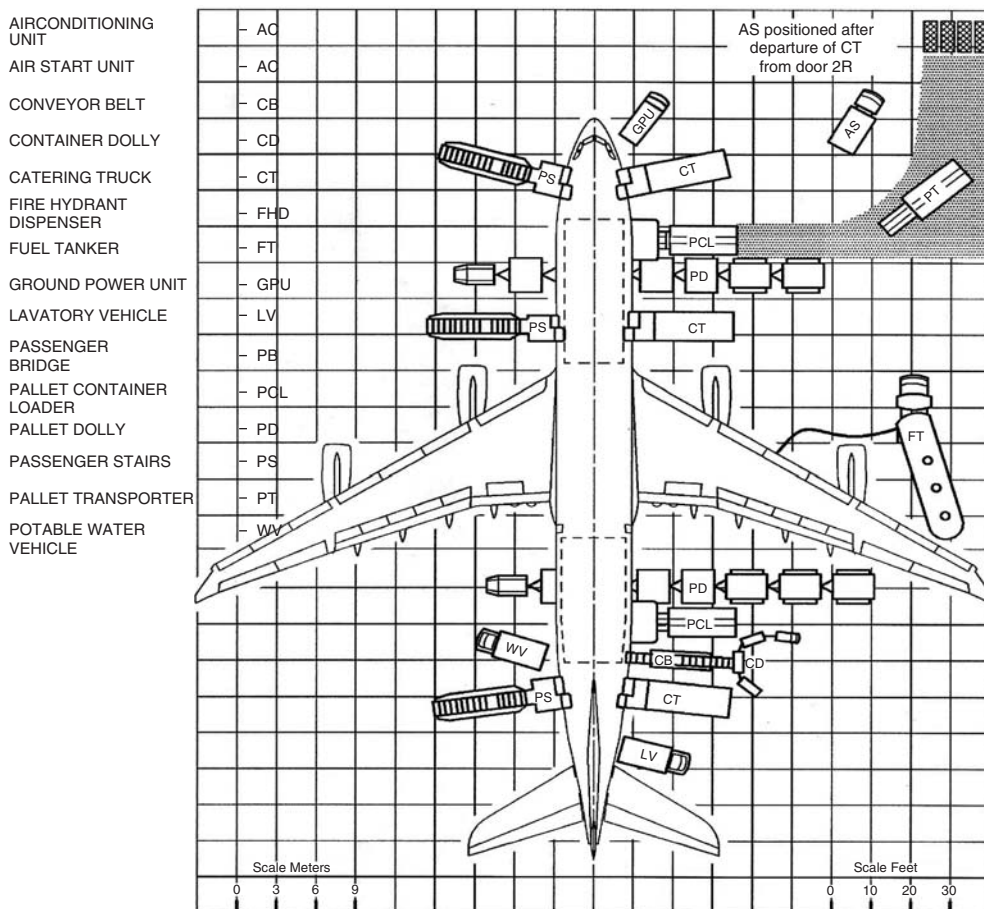 AIRCONDITIONING
UNIT – AC
AIR START UNIT – AC
CONVEYOR BELT – CB
CONTAINER DOLLY – CD
CATERING TRUCK – CT
FIRE HYDRANT
DISPENSER – FHD
FUEL TANKER – FT
GROUND POWER UNIT – GPU
LAVATORY VEHICLE – LV
PASSENGER
BRIDGE – PB
PALLET CONTAINER
LOADER – PCL
PALLET DOLLY – PD
PASSENGER STAIRS – PS
PALLET TRANSPORTER – PT
POTABLE WATER
VEHICLE – WV
AS positioned after
departure of CT
from door 2R
GPU
AS
PS
CT
PT
PCL
PD
PS
CT
FT
PD
PCL
WV
CB
CD
PS
CT
LV
Scale Meters
0 3 6 9
Scale Feet
0 10 20 30